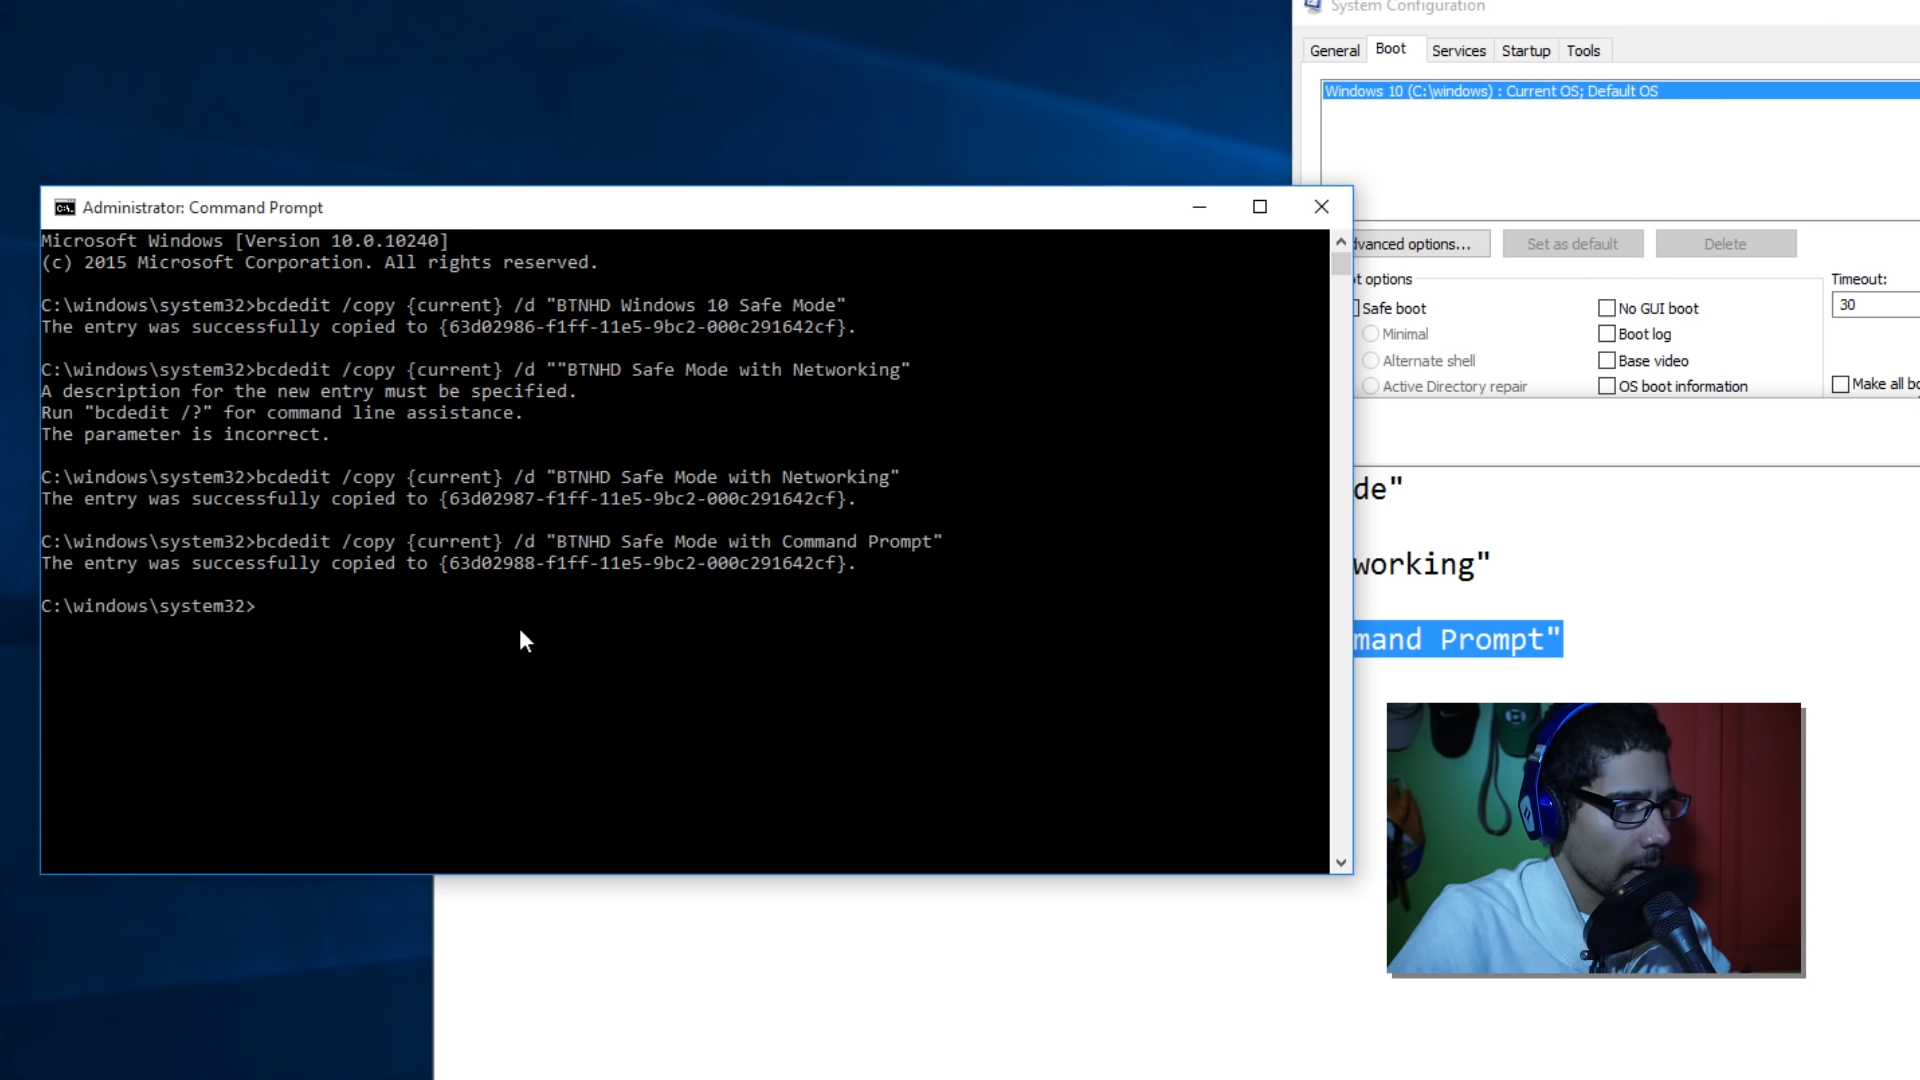 System Configuration
General Boot Services Startup Tools
Windows 10 (C:\windows) : Current OS; Default OS
Administrator: Command Prompt
Microsoft Windows [Version 10.0.10240]
(c) 2015 Microsoft Corporation. All rights reserved.
C:\windows\system32>bcdedit /copy {current} /d "BTNHD Windows 10 Safe Mode"
The entry was successfully copied to {63d02986-f1ff-11e5-9bc2-000c291642cf}.
C:\windows\system32>bcdedit /copy {current} /d ""BTNHD Safe Mode with Networking"
A description for the new entry must be specified.
Run "bcdedit /?" for command line assistance.
The parameter is incorrect.
C:\windows\system32>bcdedit /copy {current} /d "BTNHD Safe Mode with Networking"
The entry was successfully copied to {63d02987-f1ff-11e5-9bc2-000c291642cf}.
C:\windows\system32>bcdedit /copy {current} /d "BTNHD Safe Mode with Command Prompt"
The entry was successfully copied to {63d02988-f1ff-11e5-9bc2-000c291642cf}.
C:\windows\system32>
dvanced options... Set as default Delete
t options Timeout:
Safe boot No GUI boot 30
Minimal Boot log
Alternate shell Base video
Active Directory repair OS boot information Make all bo
de"
working"
mand Prompt"